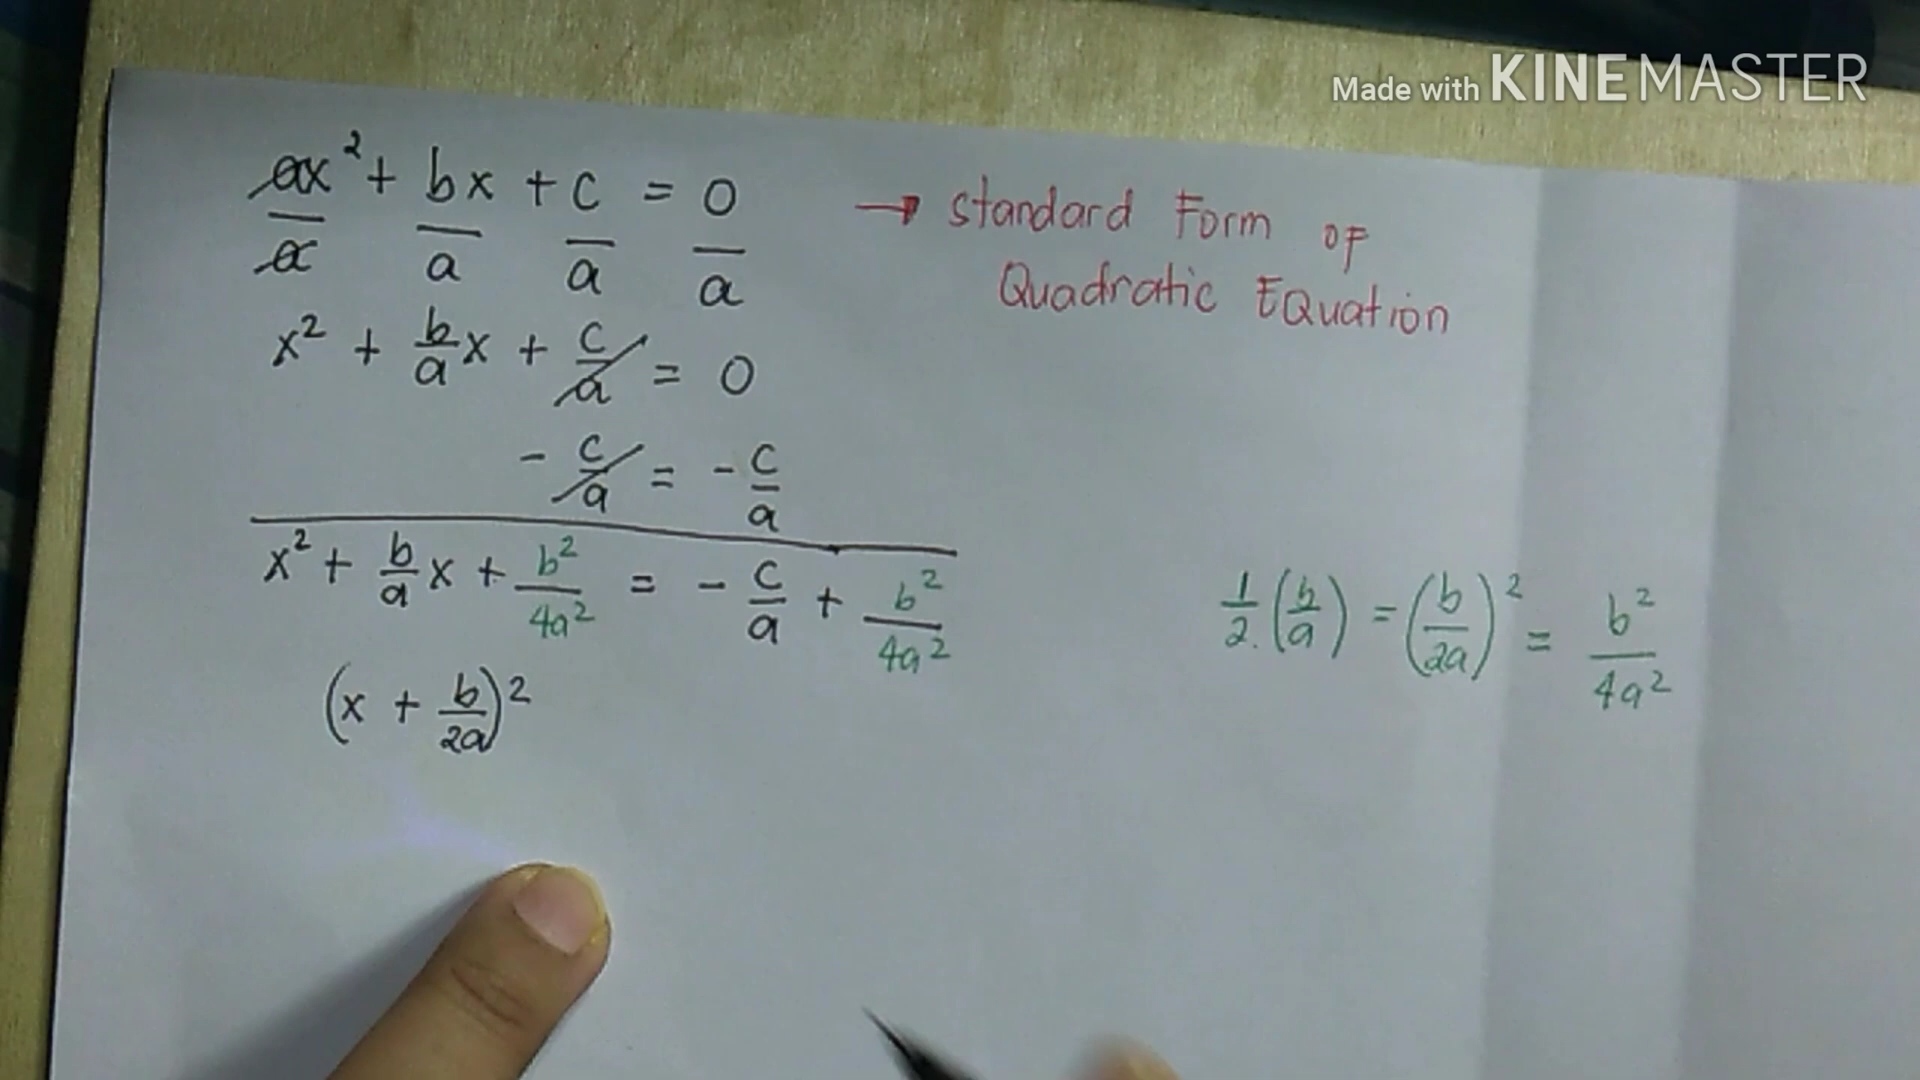 Made with KINEMASTER
ax² + bx + c = 0 → Standard Form of
a a a a Quadratic Equation
x² + b/a x + c/a = 0
- c/a = - c/a
x² + b/a x + b²/4a² = - c/a + b²/4a²
1/2 . (b/a) = (b/2a)² = b²/4a²
(x + b/2a)²